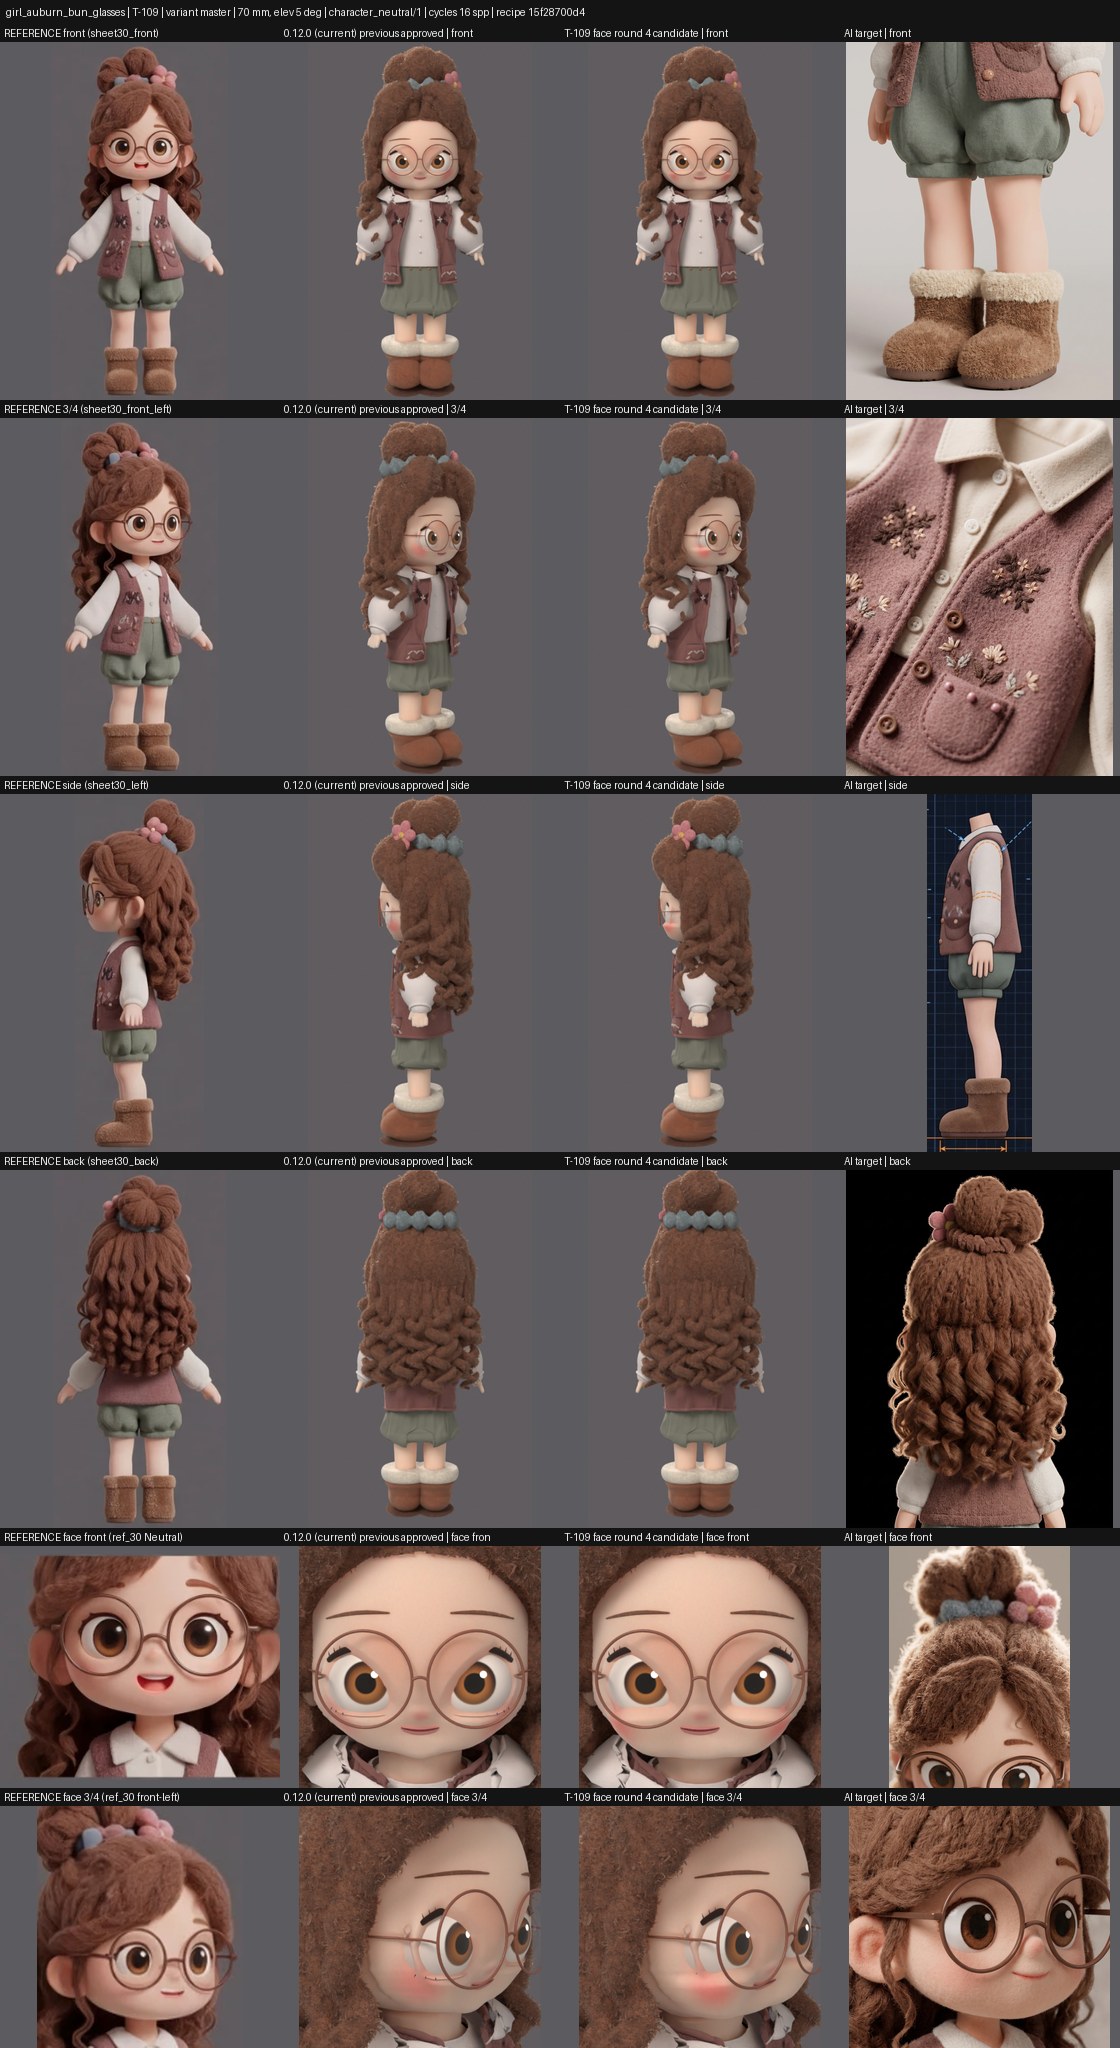 girl_auburn_bun_glasses | T-109 | variant master | 70 mm, elev 5 deg | character_neutral/1 | cycles 16 spp | recipe 15f28700d4
REFERENCE front (sheet30_front)
0.12.0 (current) previous approved | front
T-109 face round 4 candidate | front
AI target | front
REFERENCE 3/4 (sheet30_front_left)
0.12.0 (current) previous approved | 3/4
T-109 face round 4 candidate | 3/4
AI target | 3/4
REFERENCE side (sheet30_left)
0.12.0 (current) previous approved | side
T-109 face round 4 candidate | side
AI target | side
REFERENCE back (sheet30_back)
0.12.0 (current) previous approved | back
T-109 face round 4 candidate | back
AI target | back
REFERENCE face front (ref_30 Neutral)
0.12.0 (current) previous approved | face fron
T-109 face round 4 candidate | face front
AI target | face front
REFERENCE face 3/4 (ref_30 front-left)
0.12.0 (current) previous approved | face 3/4
T-109 face round 4 candidate | face 3/4
AI target | face 3/4